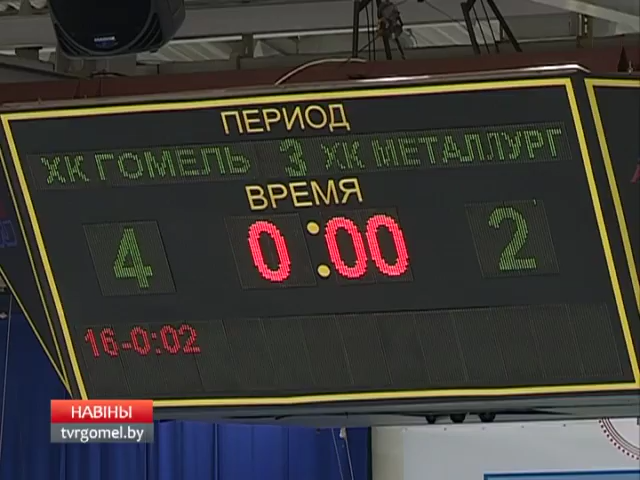 ПЕРИОД
ХК ГОМЕЛЬ 3 ХК МЕТАЛЛУРГ
ВРЕМЯ
4 0:00 2
16-0:02
НАВІНЫ
tvrgomel.by